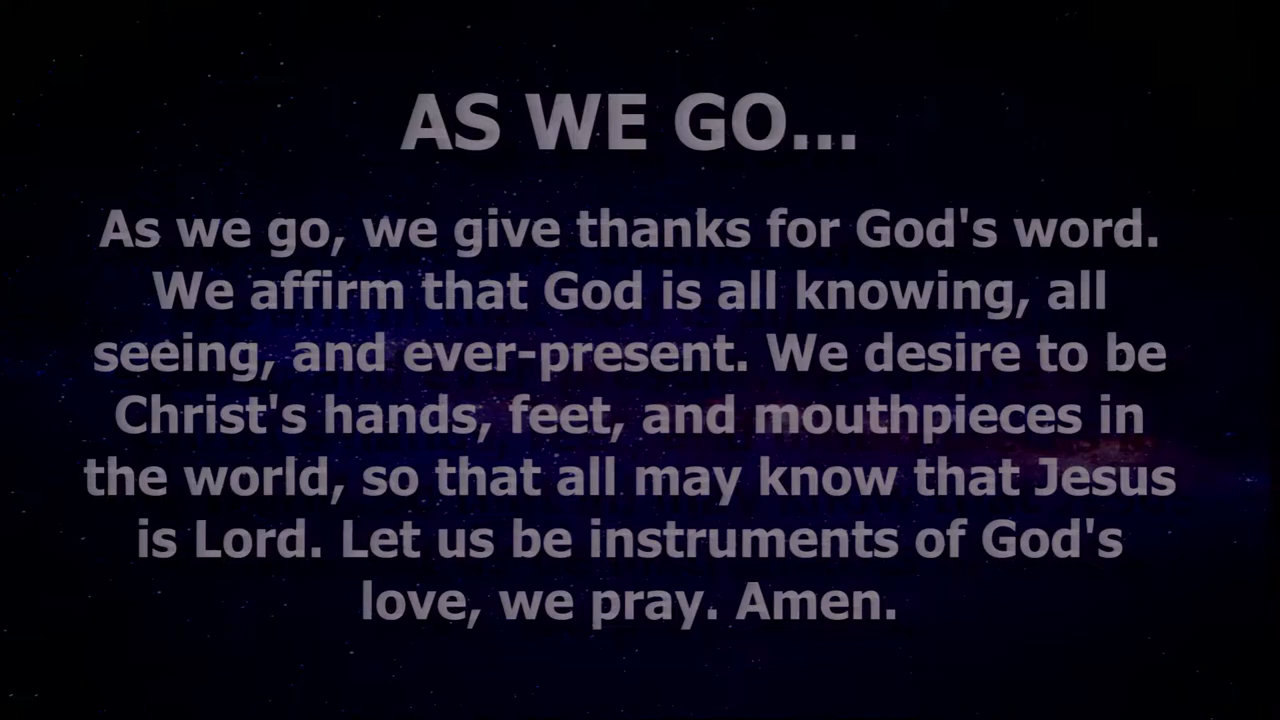 AS WE GO...
As we go, we give thanks for God's word.
We affirm that God is all knowing, all
seeing, and ever-present. We desire to be
Christ's hands, feet, and mouthpieces in
the world, so that all may know that Jesus
is Lord. Let us be instruments of God's
love, we pray. Amen.